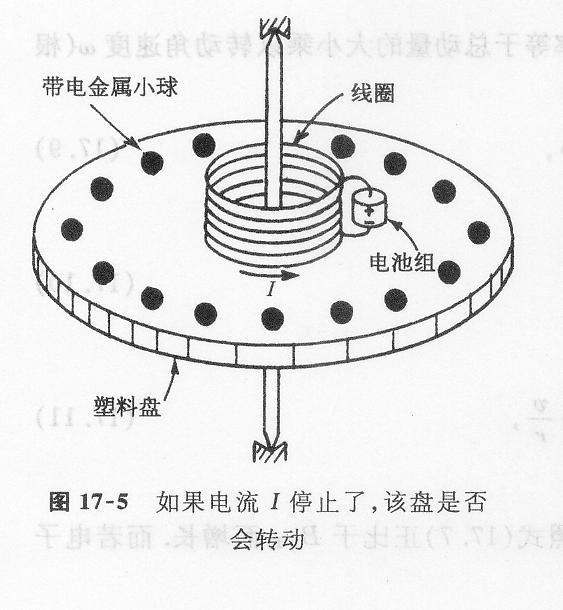 带电金属小球
线圈
电池组
I
塑料盘
图 17-5 如果电流 I 停止了,该盘是否
会转动